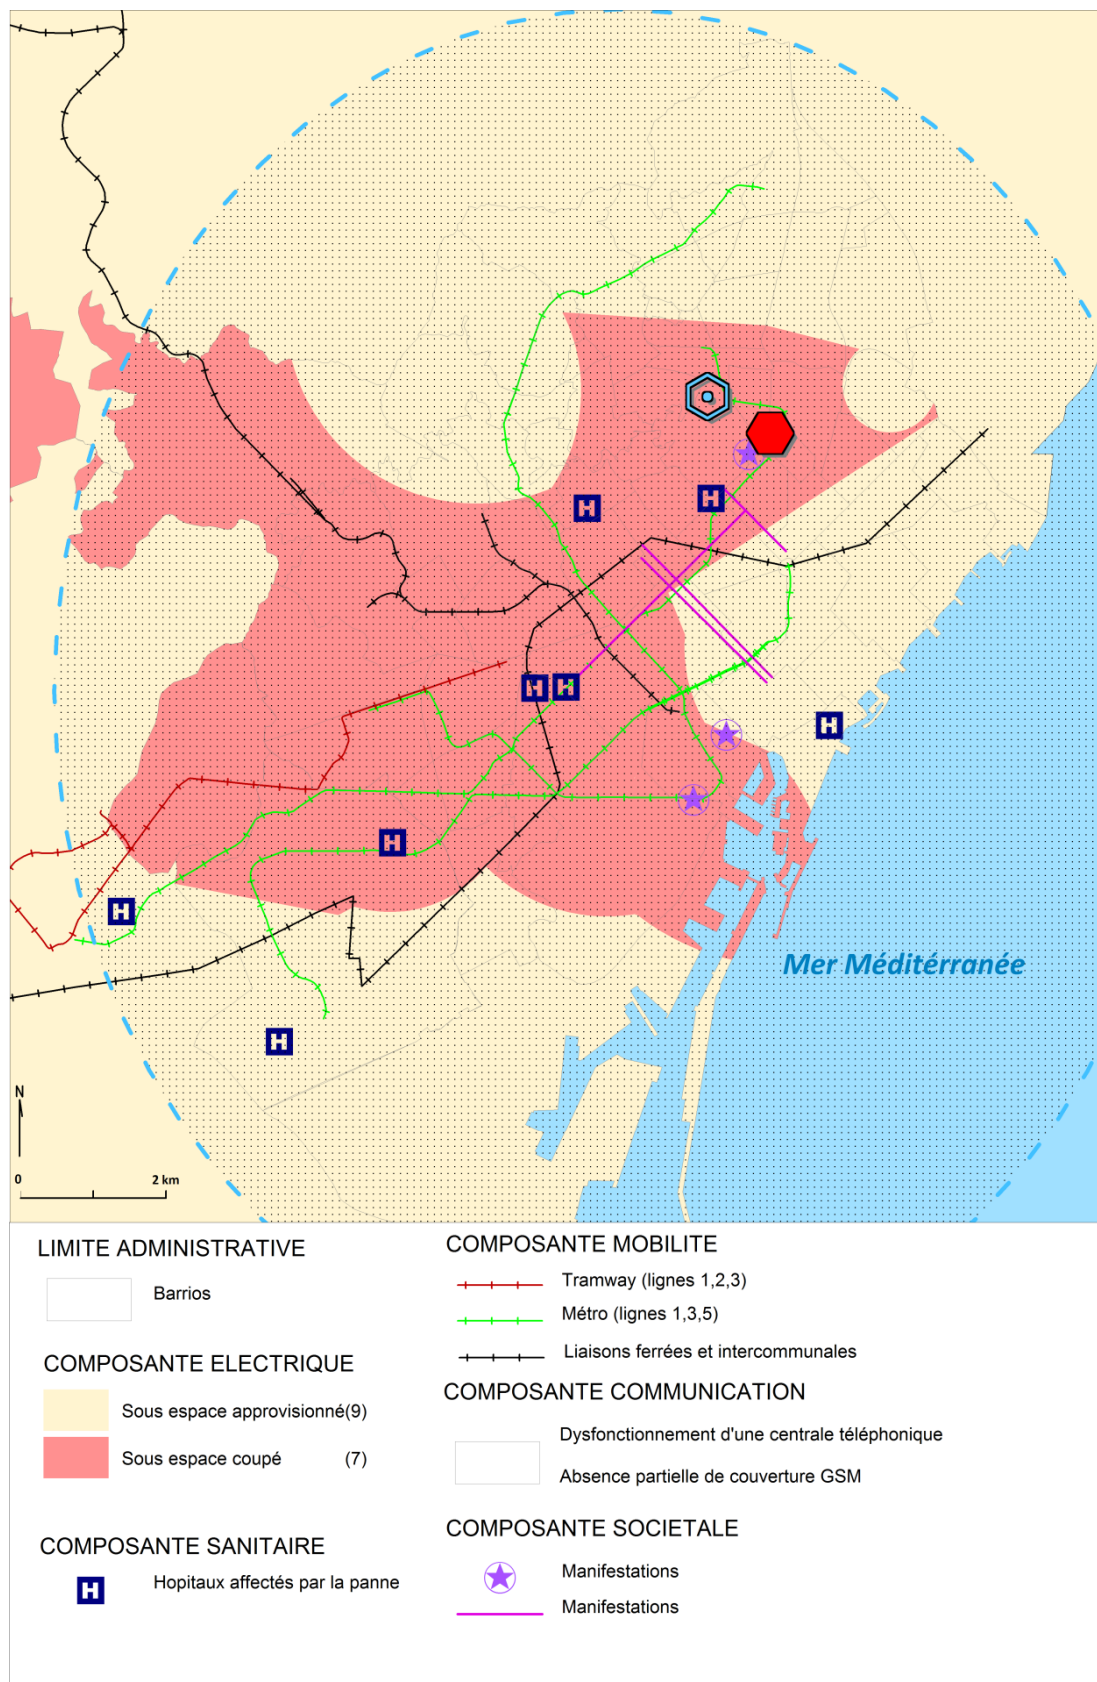 H
H
H
H
H
H
H
H
Mer Méditérranée
N
0 2 km
LIMITE ADMINISTRATIVE
Barrios
COMPOSANTE ELECTRIQUE
Sous espace approvisionné(9)
Sous espace coupé (7)
COMPOSANTE SANITAIRE
H Hopitaux affectés par la panne
COMPOSANTE MOBILITE
Tramway (lignes 1,2,3)
Métro (lignes 1,3,5)
Liaisons ferrées et intercommunales
COMPOSANTE COMMUNICATION
Dysfonctionnement d'une centrale téléphonique
Absence partielle de couverture GSM
COMPOSANTE SOCIETALE
Manifestations
Manifestations